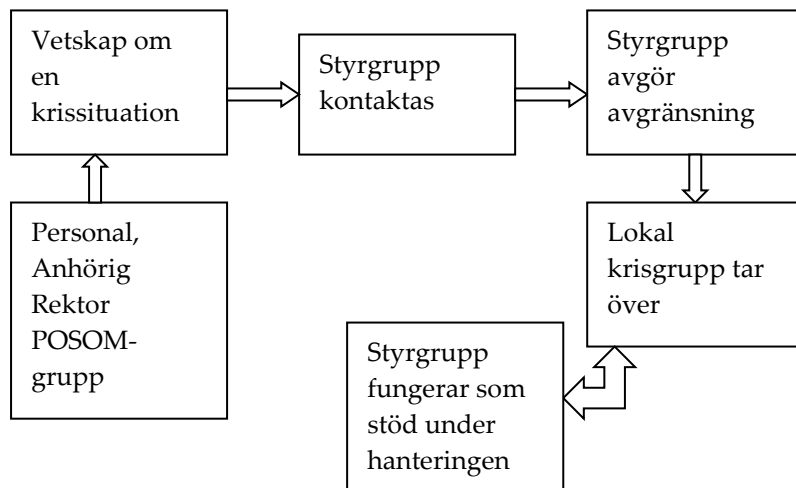 Vetskap om
en
krissituation
Styrgrupp
kontaktas
Styrgrupp
avgör
avgränsning
Personal,
Anhörig
Rektor
POSOM-
grupp
Lokal
krisgrupp tar
över
Styrgrupp
fungerar som
stöd under
hanteringen